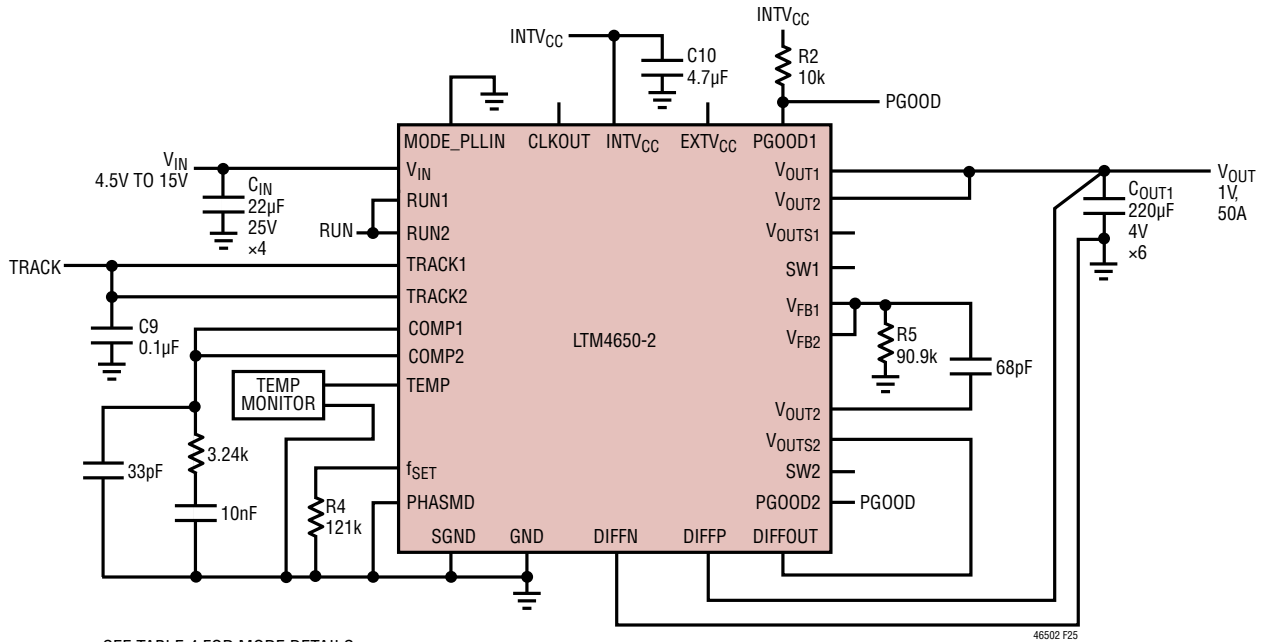 INTVCC
INTVCC
C10
4.7µF
R2
10k
PGOOD
MODE_PLLIN
CLKOUT
INTVCC
EXTVCC
PGOOD1
VIN
4.5V TO 15V
CIN
22µF
25V
×4
RUN
TRACK
C9
0.1µF
TEMP
MONITOR
33pF
3.24k
10nF
R4
121k
VIN
RUN1
RUN2
TRACK1
TRACK2
COMP1
COMP2
TEMP
fSET
PHASMD
SGND
GND
DIFFN
DIFFP
DIFFOUT
LTM4650-2
VOUT1
VOUT2
VOUTS1
SW1
VFB1
VFB2
VOUT2
VOUTS2
SW2
PGOOD2
PGOOD
R5
90.9k
68pF
COUT1
220µF
4V
×6
VOUT
1V,
50A
46502 F25